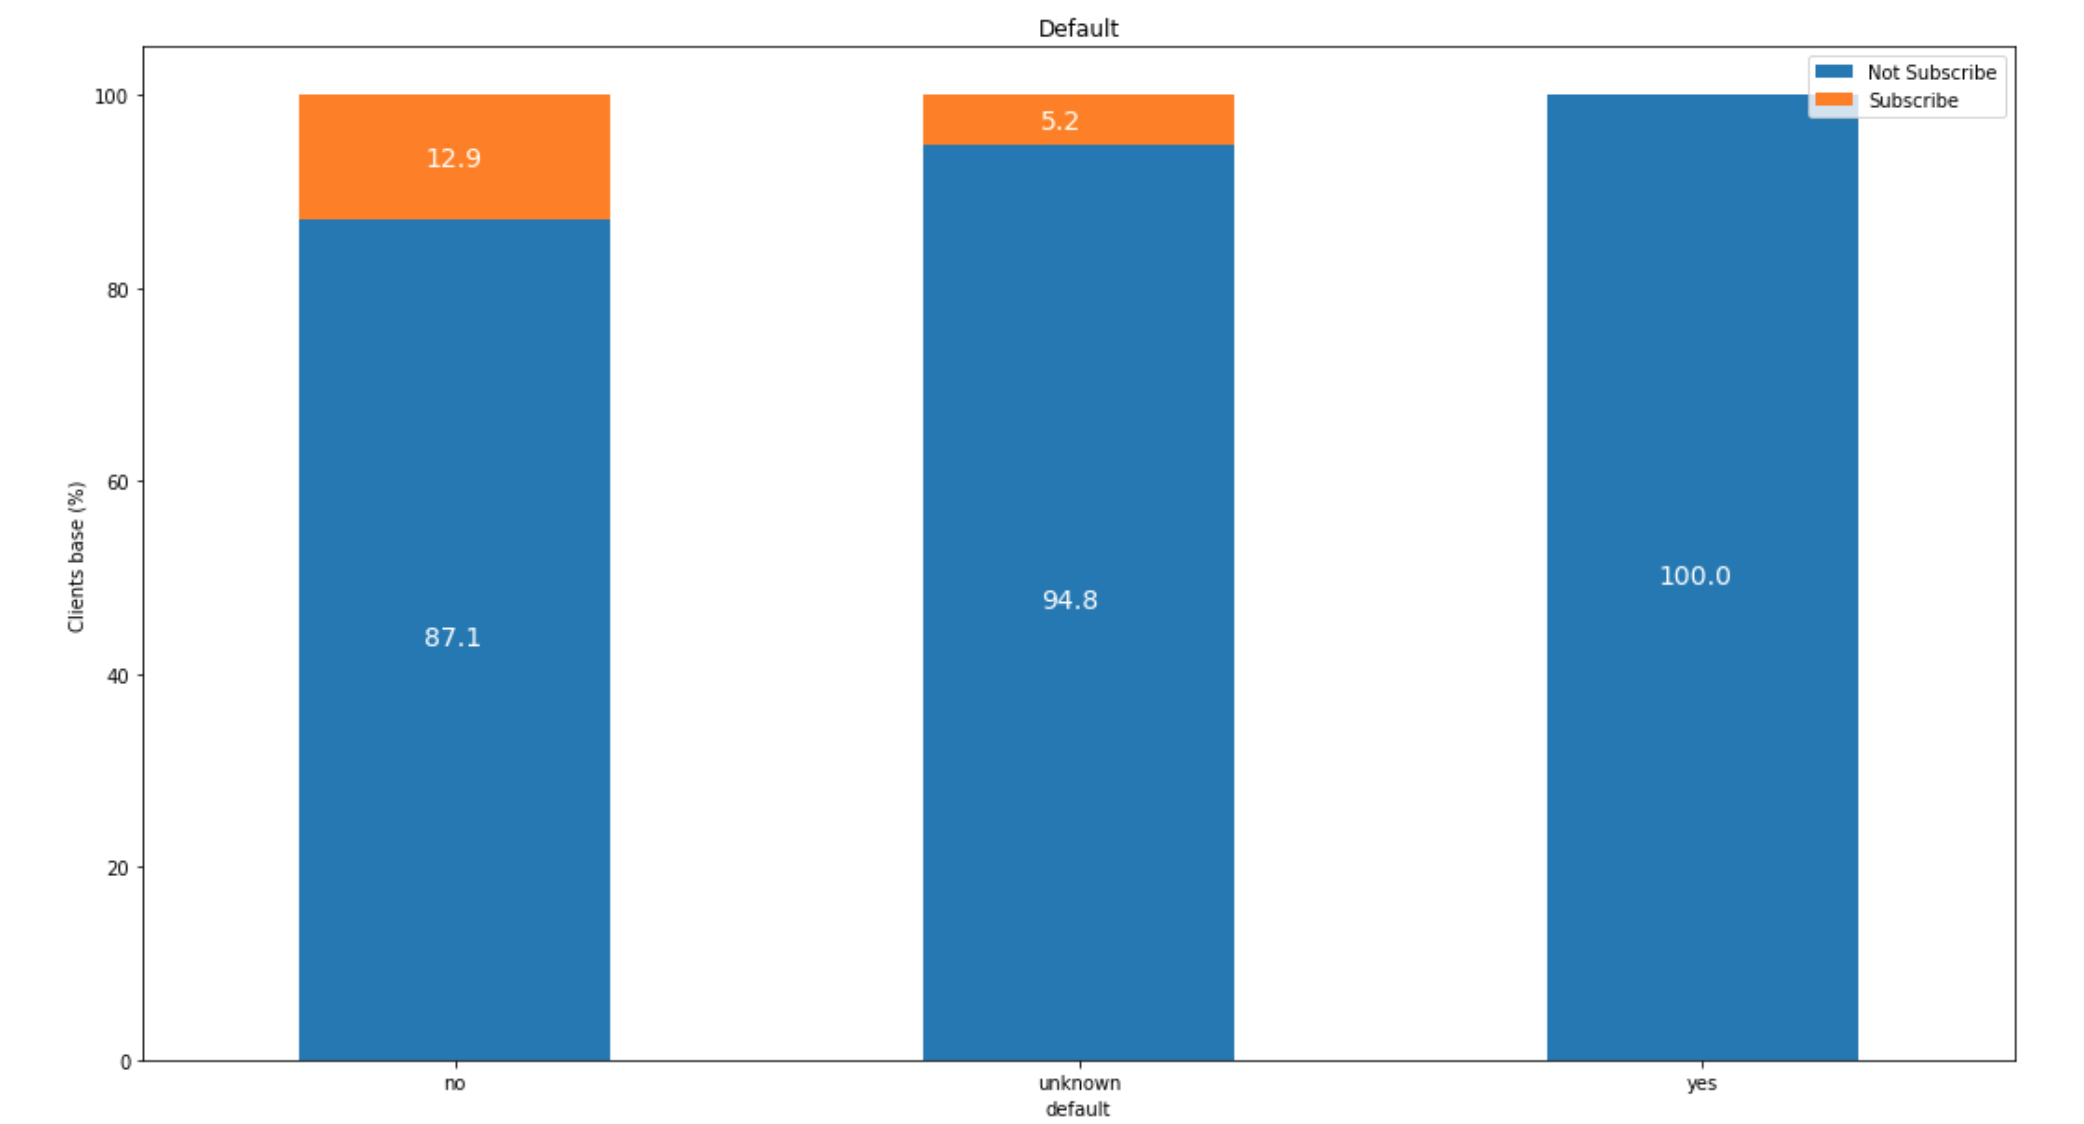 Default
Not Subscribe
Subscribe
100
80
60
40
20
0
Clients base (%)
12.9
87.1
5.2
94.8
100.0
no
unknown
yes
default